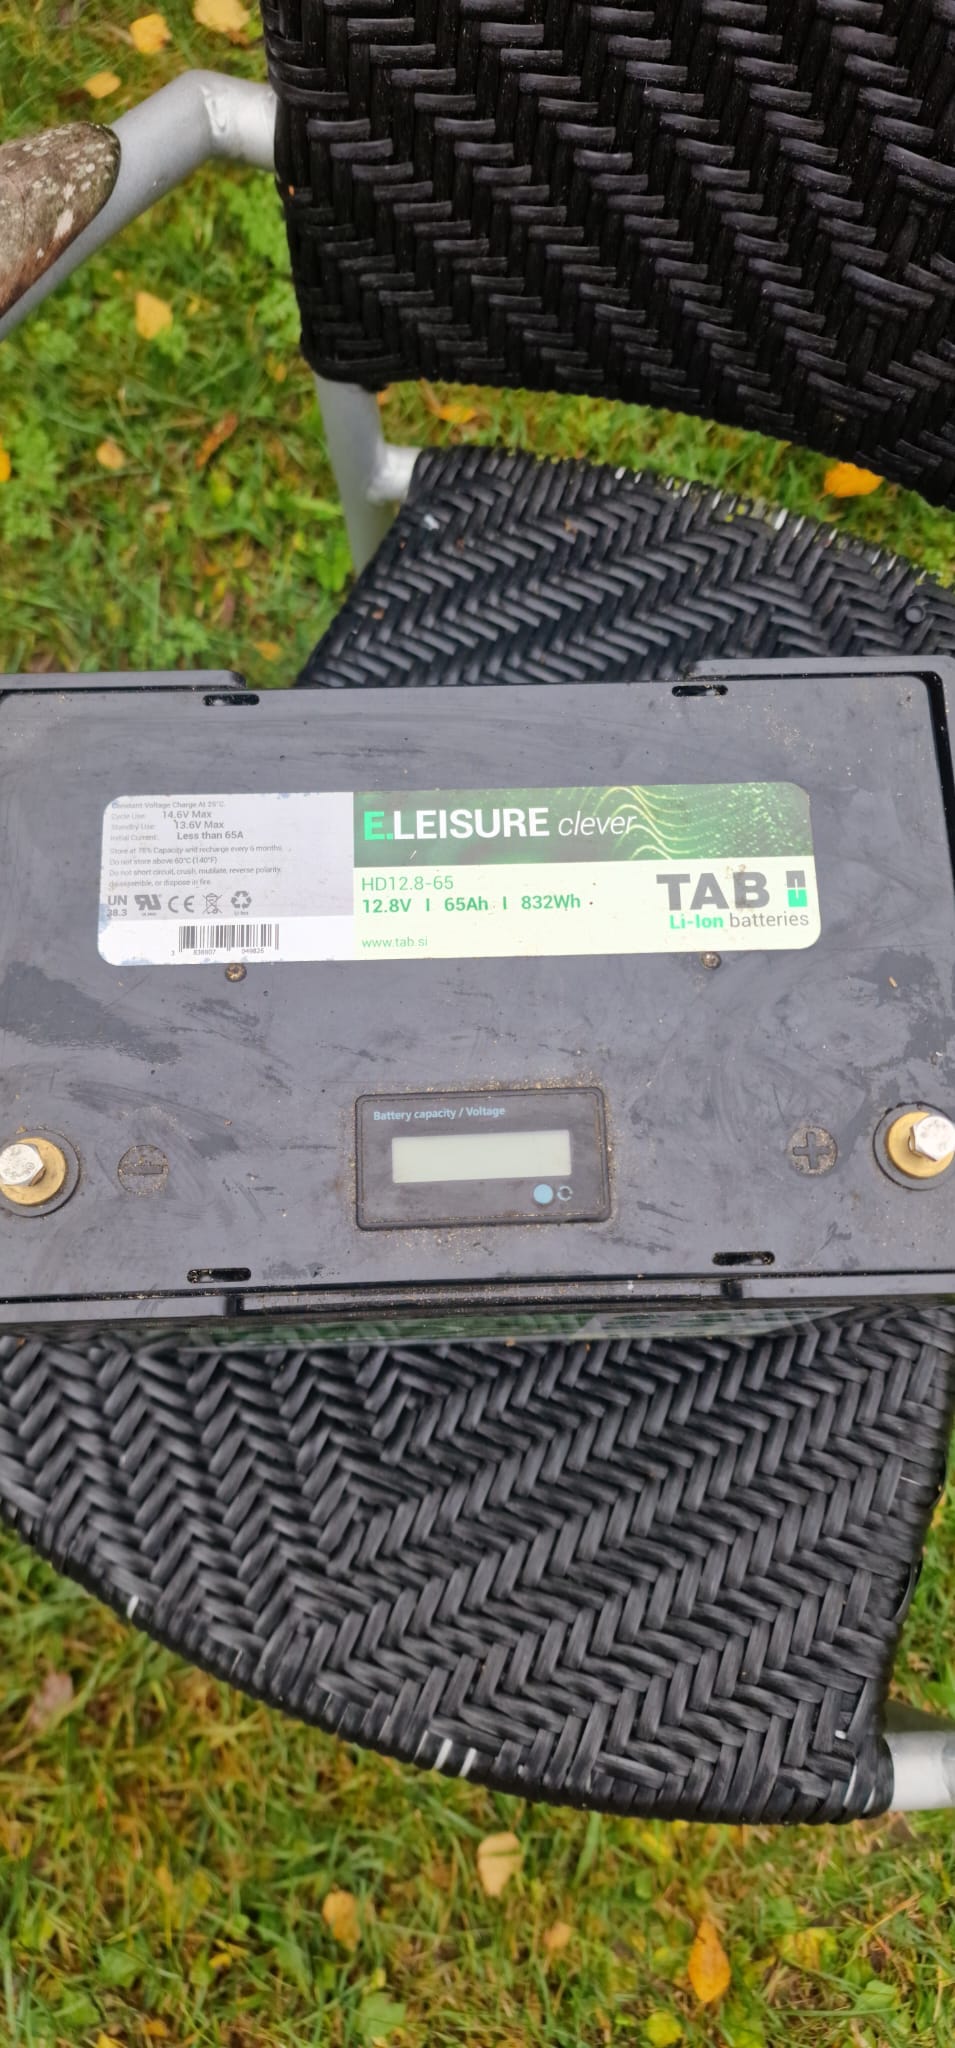 Constant Voltage Charge At 25°C.
Cycle Use: 14.6V Max
Standby Use: 13.6V Max
Initial Current: Less than 65A
Store at 75% Capacity and recharge every 6 months.
Do not store above 60°C (140°F)
Do not short circuit, crush, mutilate, reverse polarity,
disassemble, or dispose in fire.
UN
38.3
CE
Li Ion
E.LEISURE clever
HD12.8-65
12.8V I 65Ah I 832Wh
www.tab.si
TAB
Li-Ion batteries
Battery capacity / Voltage
- +